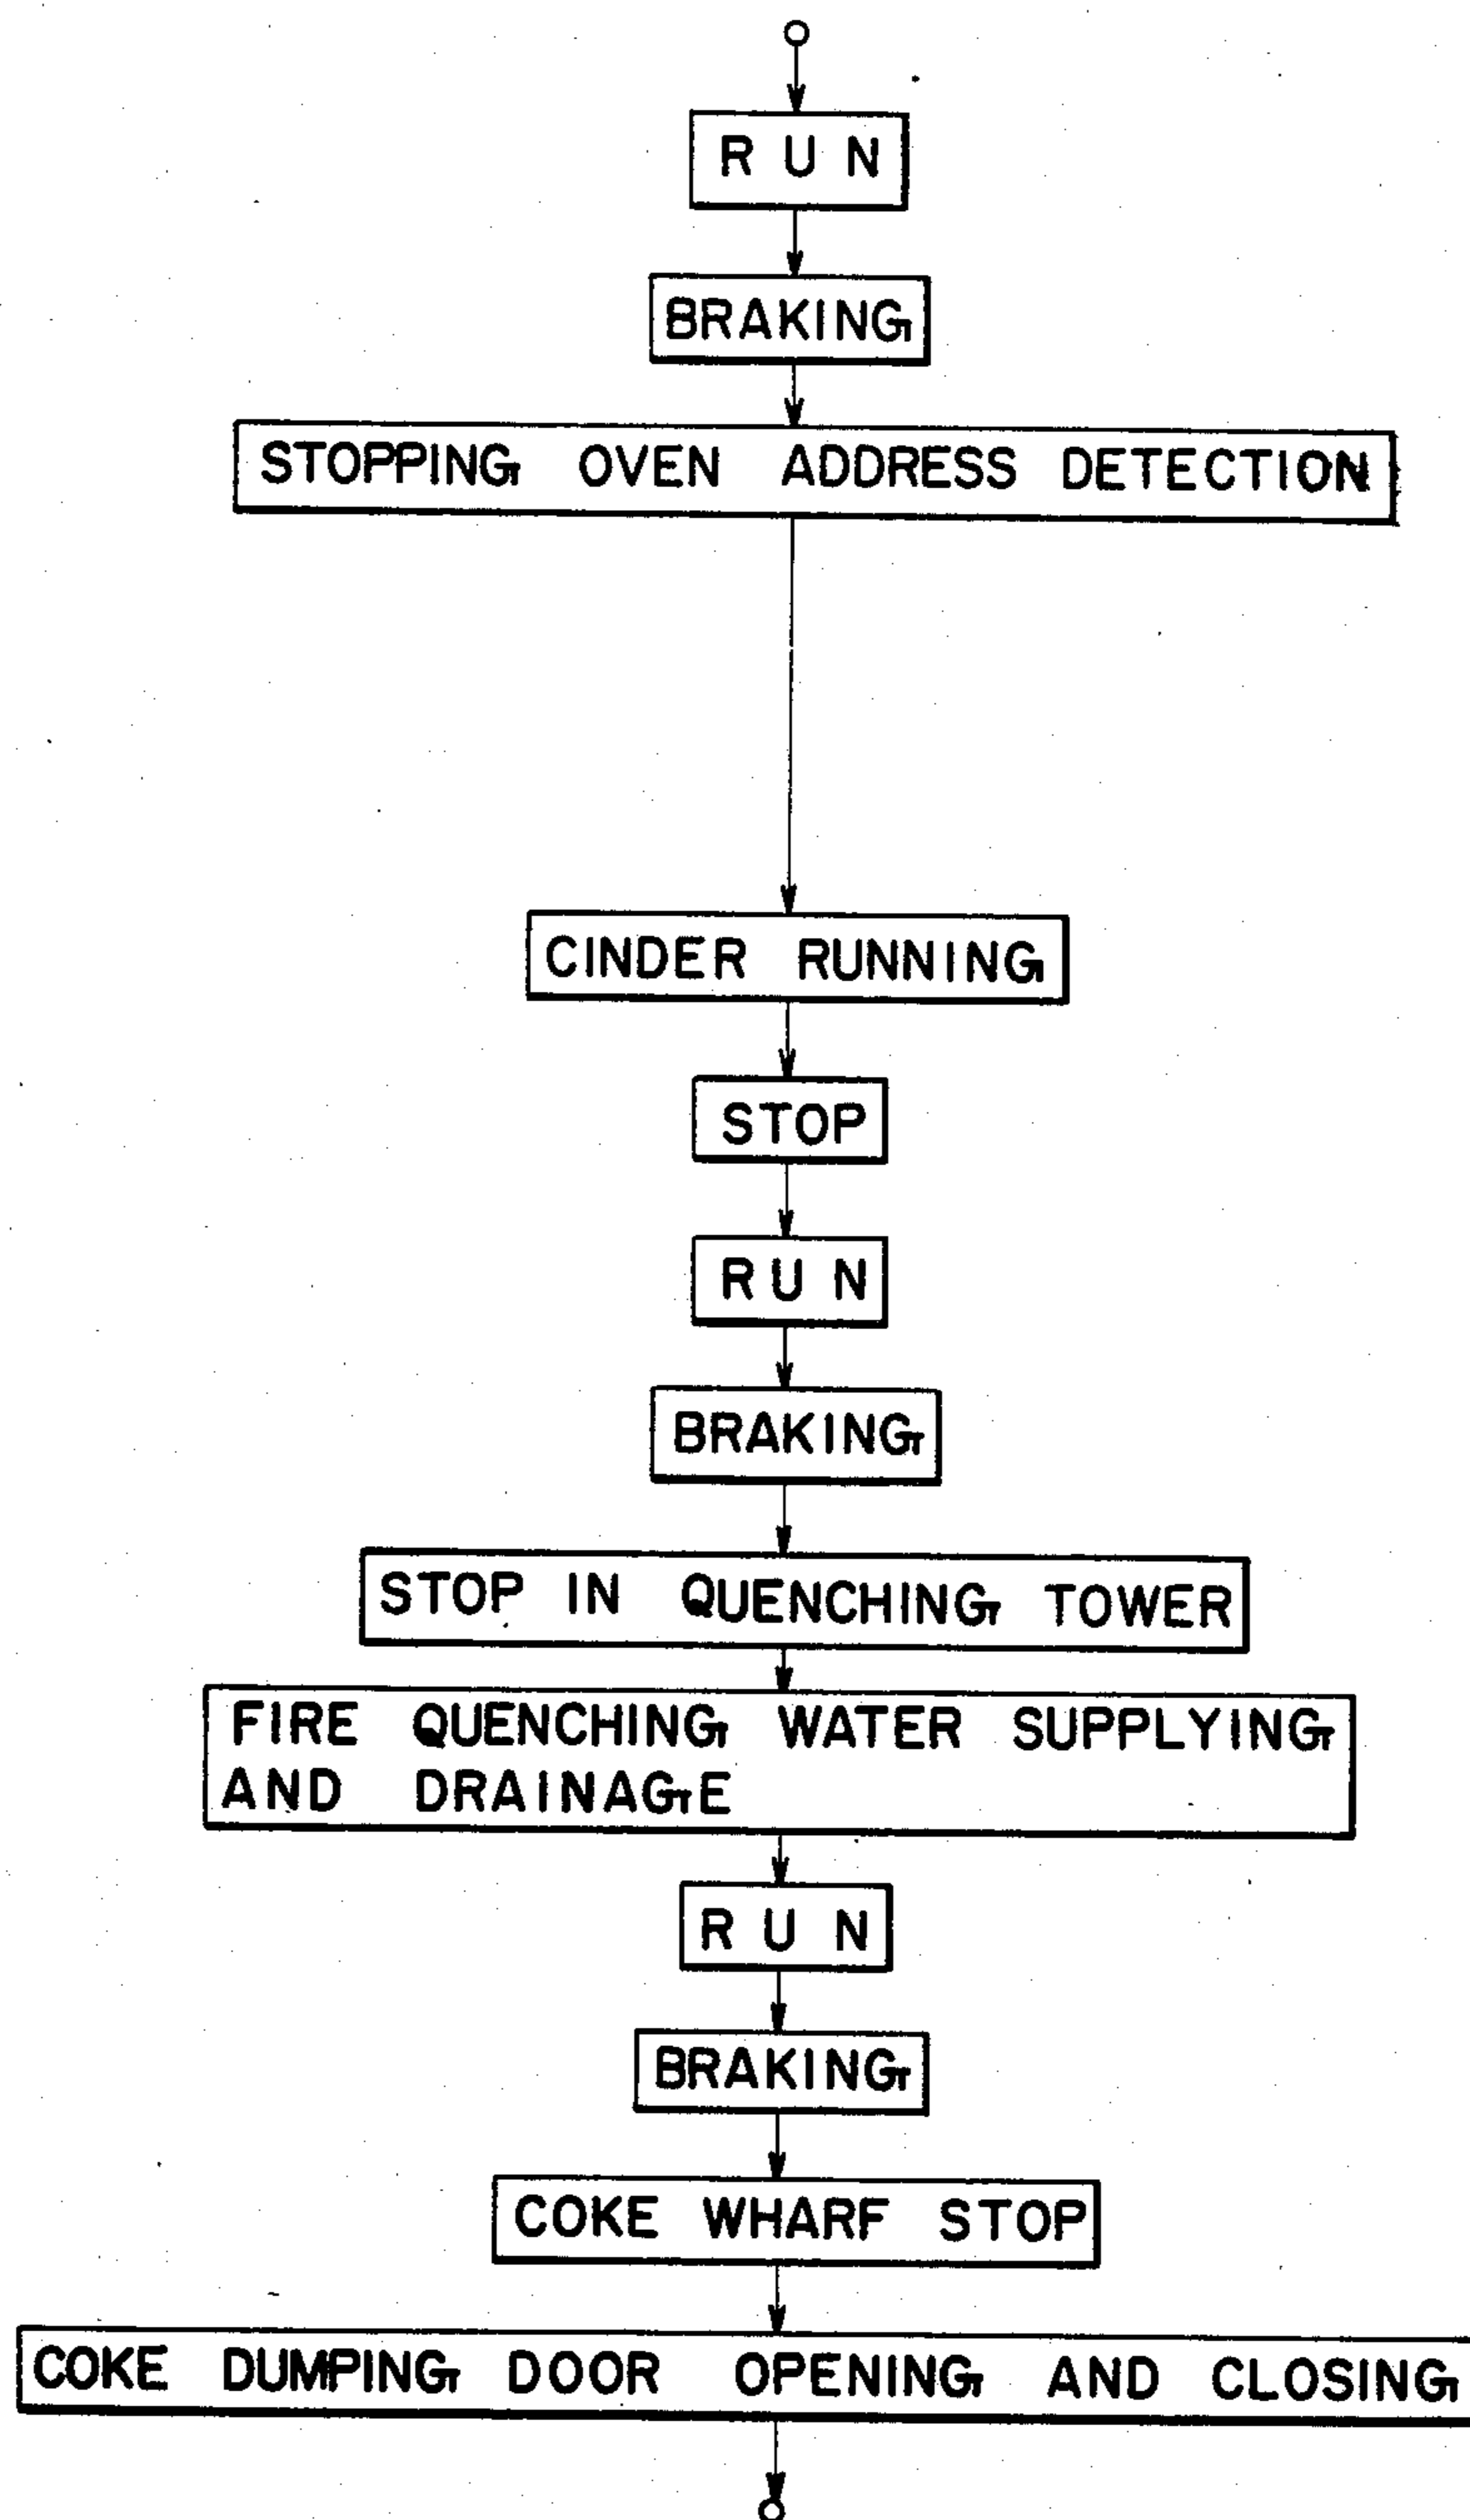 RUN
BRAKING
STOPPING OVEN ADDRESS DETECTION
CINDER RUNNING
STOP
RUN
BRAKING
STOP IN QUENCHING TOWER
FIRE QUENCHING WATER SUPPLYING
AND DRAINAGE
RUN
BRAKING
COKE WHARF STOP
COKE DUMPING DOOR OPENING AND CLOSING